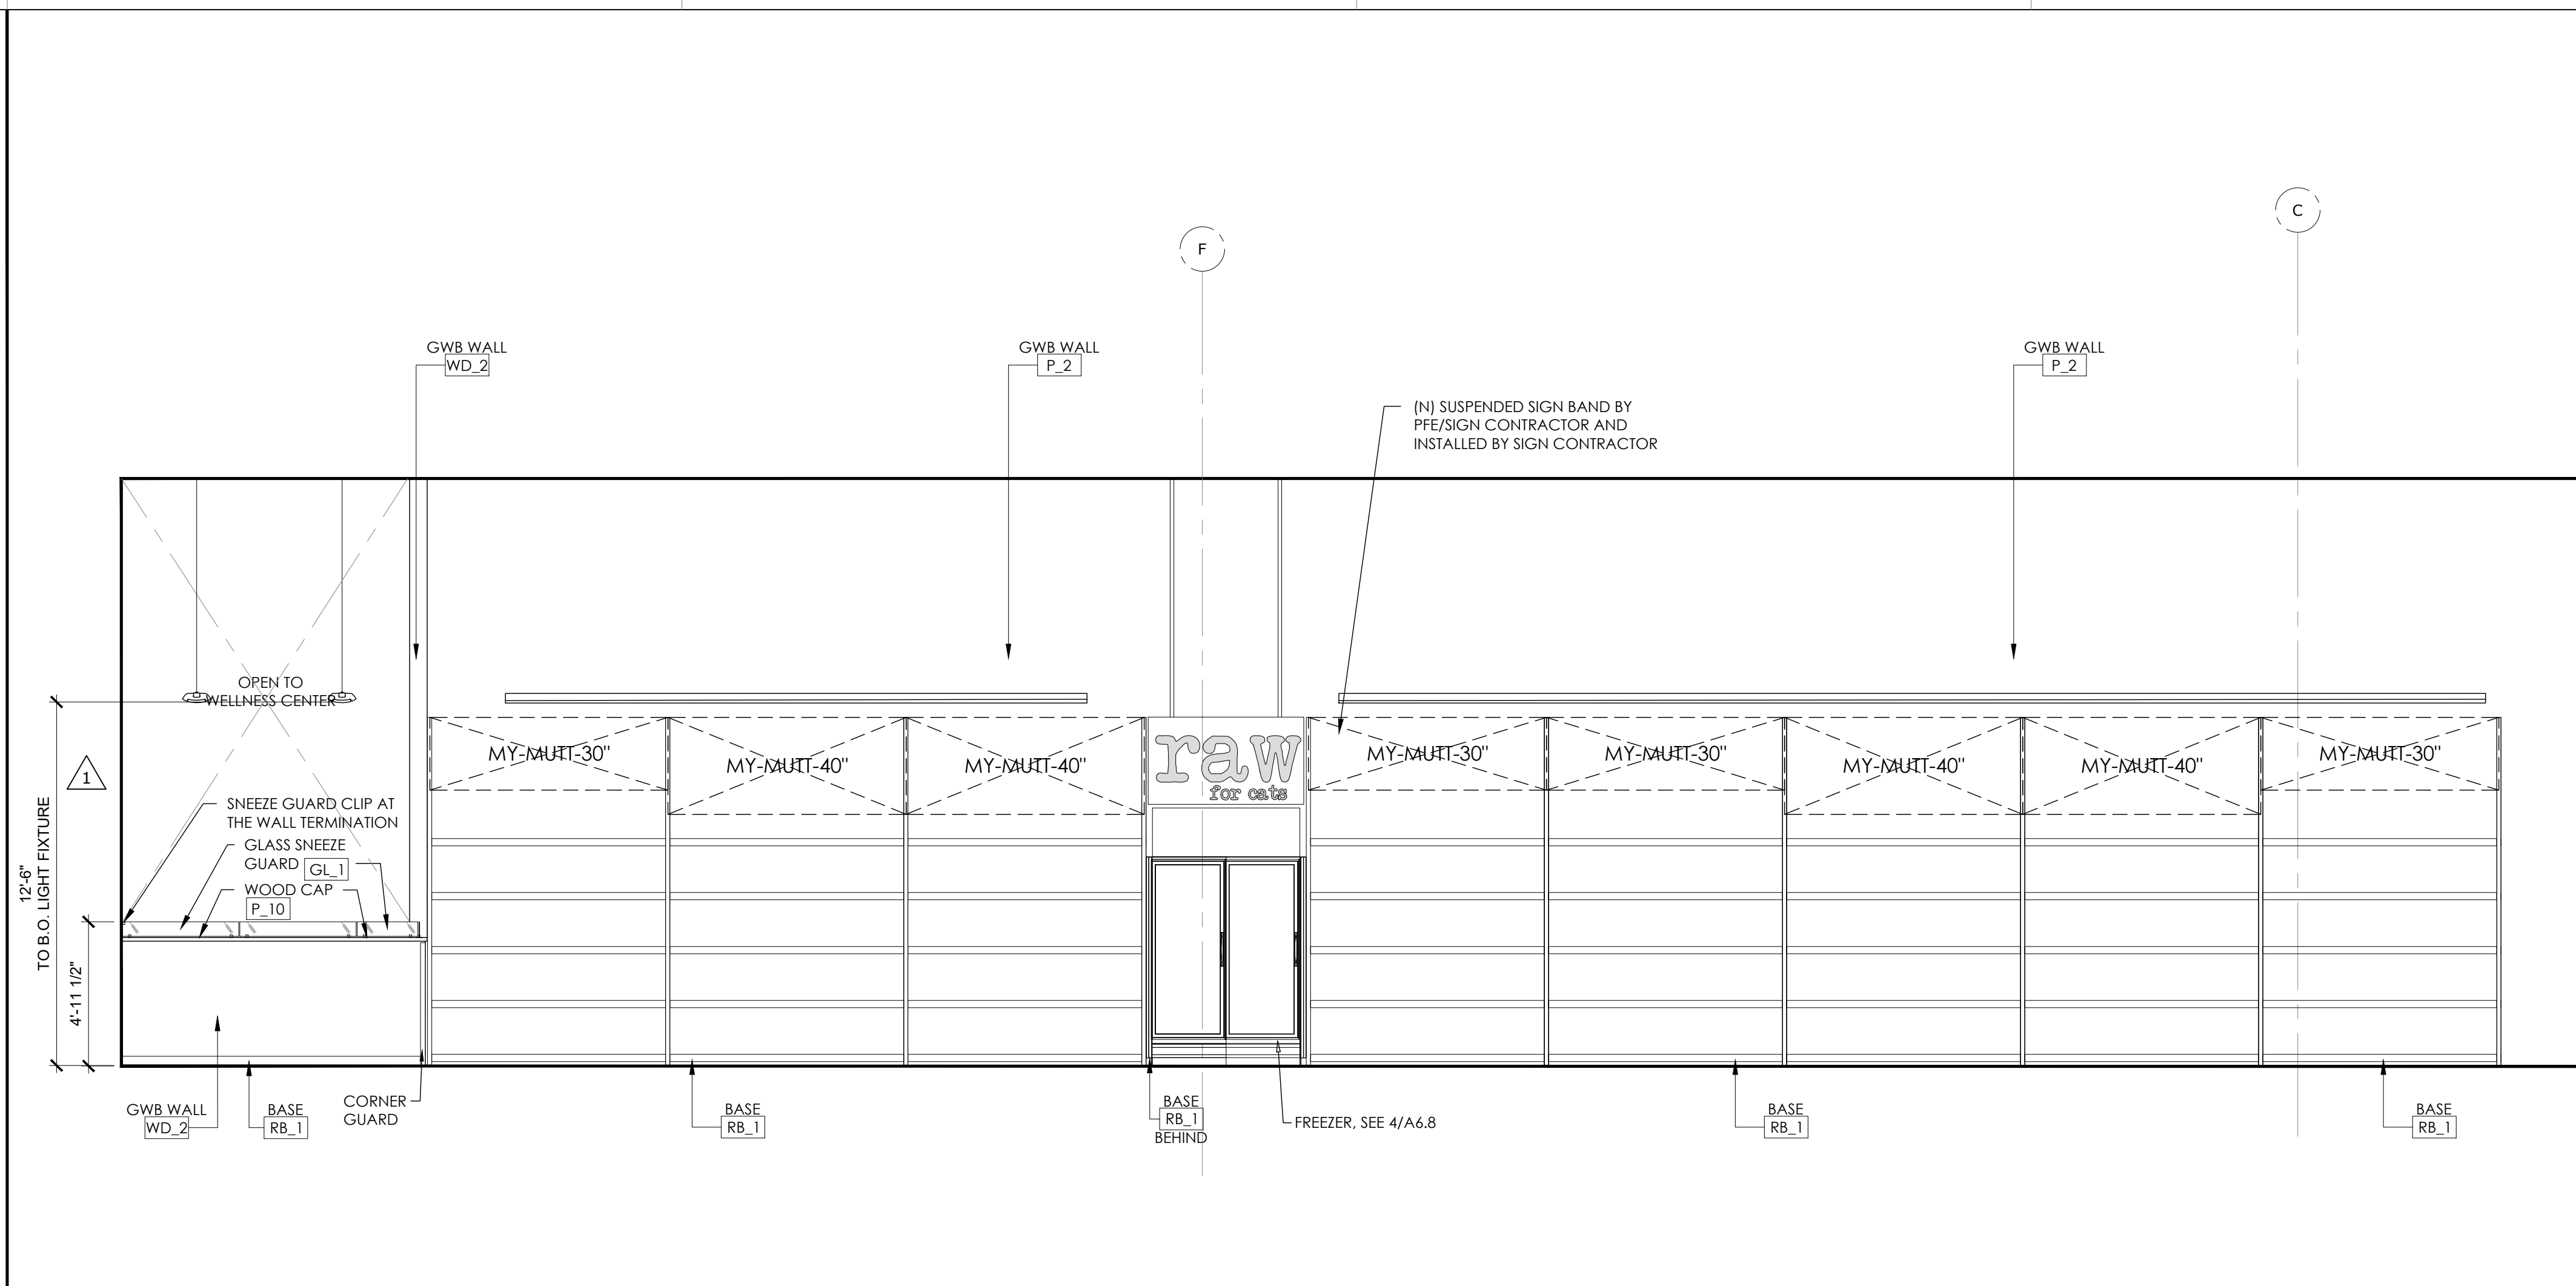 F
C
GWB WALL
WD_2
GWB WALL
P_2
GWB WALL
P_2
(N) SUSPENDED SIGN BAND BY
PFE/SIGN CONTRACTOR AND
INSTALLED BY SIGN CONTRACTOR
OPEN TO
WELLNESS CENTER
MY-MUTT-30"
MY-MUTT-40"
MY-MUTT-40"
raw
for cats
MY-MUTT-30"
MY-MUTT-30"
MY-MUTT-40"
MY-MUTT-40"
MY-MUTT-30"
1
12'-6"
TO B.O. LIGHT FIXTURE
4'-11 1/2"
SNEEZE GUARD CLIP AT
THE WALL TERMINATION
GLASS SNEEZE
GUARD GL_1
WOOD CAP
P_10
GWB WALL
WD_2
BASE
RB_1
CORNER
GUARD
BASE
RB_1
BASE
RB_1
BEHIND
FREEZER, SEE 4/A6.8
BASE
RB_1
BASE
RB_1